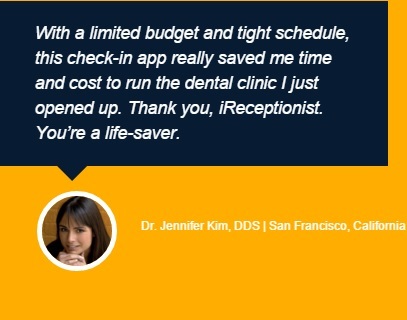 With a limited budget and tight schedule,
this check-in app really saved me time
and cost to run the dental clinic I just
opened up. Thank you, iReceptionist.
You’re a life-saver.
Dr. Jennifer Kim, DDS | San Francisco, California